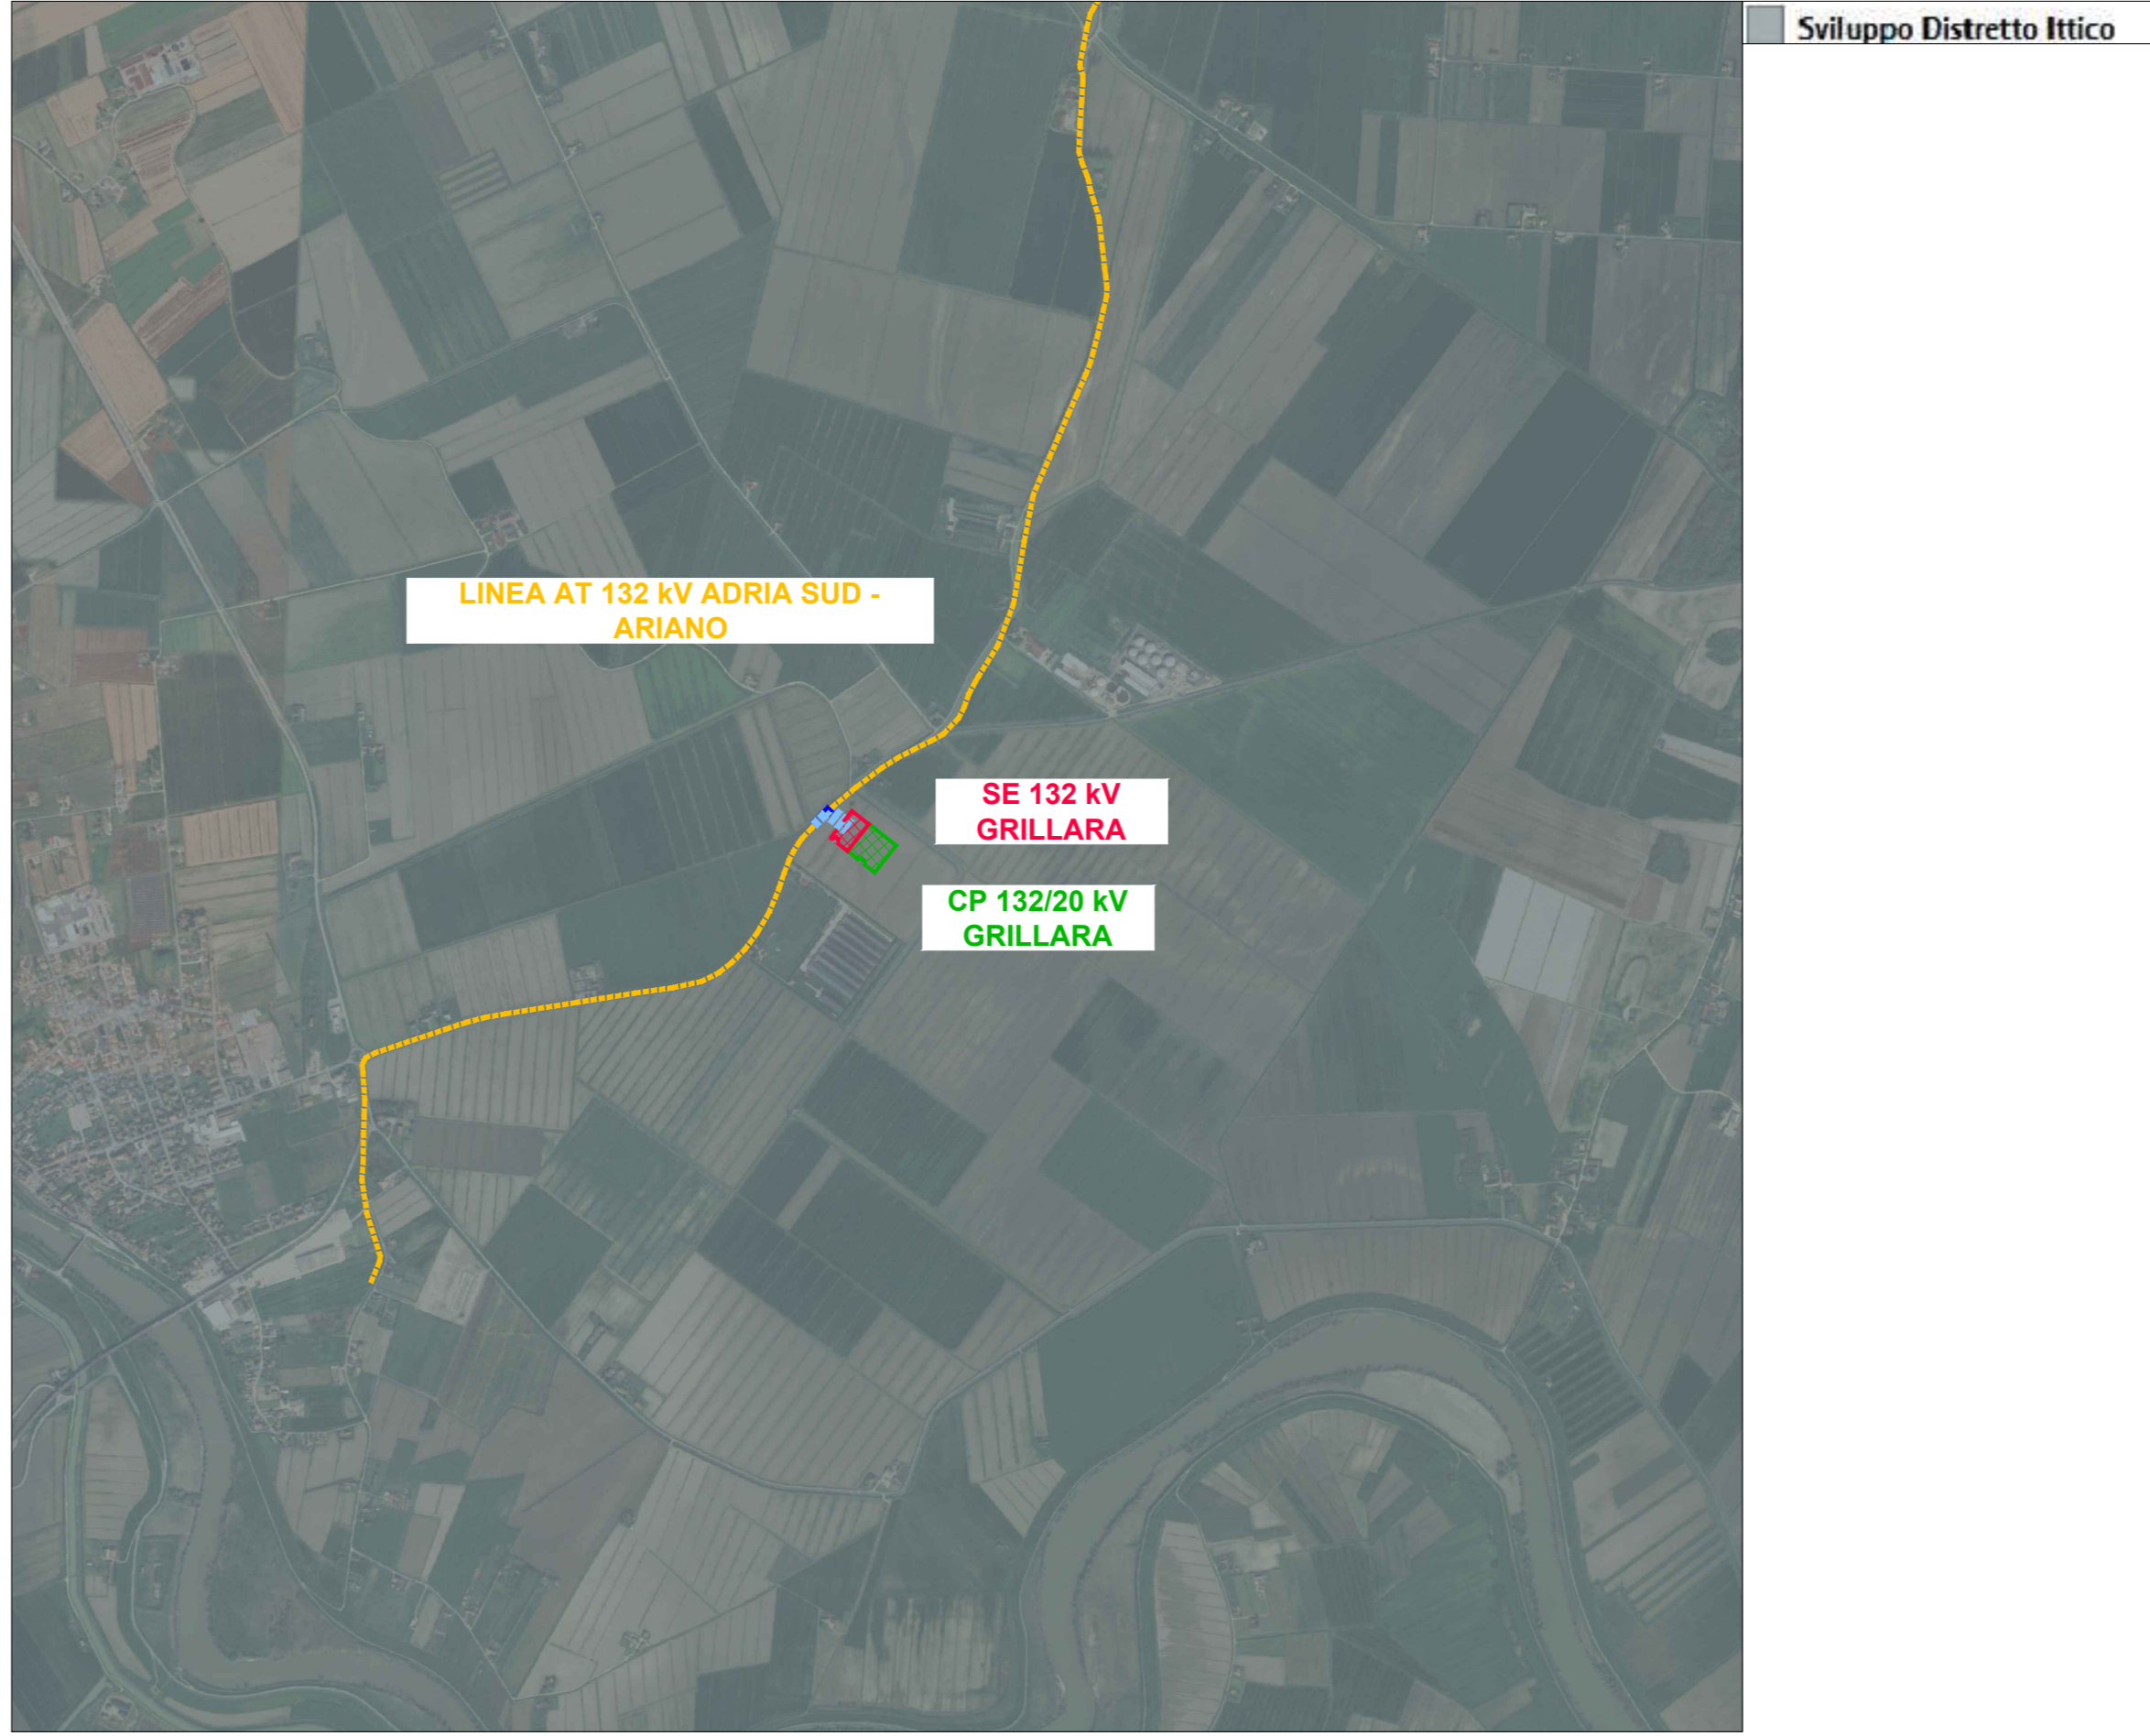 Sviluppo Distretto Ittico
LINEA AT 132 kV ADRIA SUD -
ARIANO
SE 132 kV
GRILLARA
CP 132/20 kV
GRILLARA